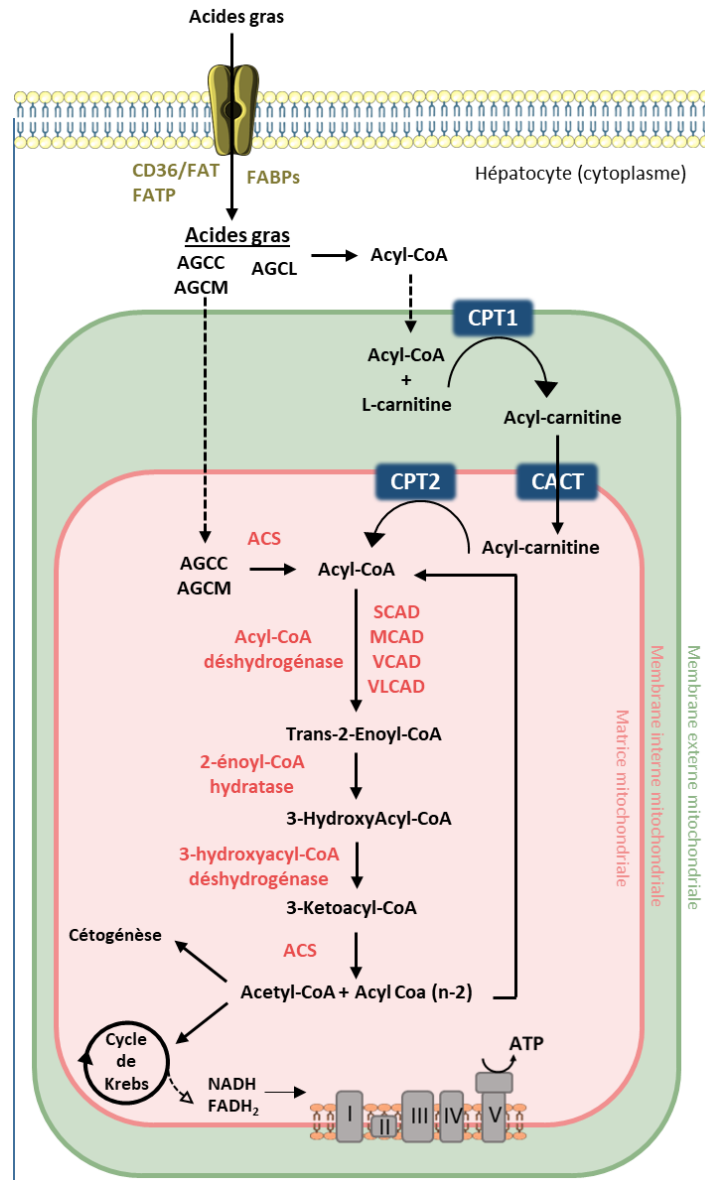 Acides gras
CD36/FAT
FATP
FABPs
Hépatocyte (cytoplasme)
Acides gras
AGCC
AGCM
AGCL
Acyl-CoA
CPT1
Acyl-CoA
+
L-carnitine
Acyl-carnitine
CPT2
CACT
Acyl-carnitine
AGCC
AGCM
ACS
Acyl-CoA
Acyl-CoA
déshydrogénase
SCAD
MCAD
VCAD
VLCAD
Trans-2-Enoyl-CoA
2-énoyl-CoA
hydratase
3-HydroxyAcyl-CoA
3-hydroxyacyl-CoA
déshydrogénase
3-Ketoacyl-CoA
ACS
Cétogénèse
Acetyl-CoA + Acyl Coa (n-2)
Cycle
de
Krebs
NADH
FADH₂
I
II
III
IV
V
ATP
Matrice mitochondriale
Membrane interne mitochondriale
Membrane externe mitochondriale